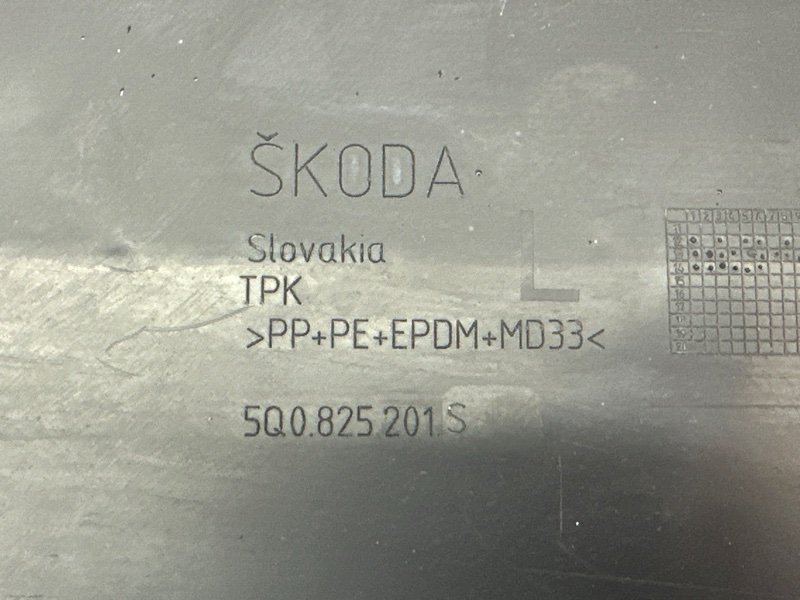 ŠKODA
Slovakia
TPK
L
>PP+PE+EPDM+MD33<
5Q0.825 201.S